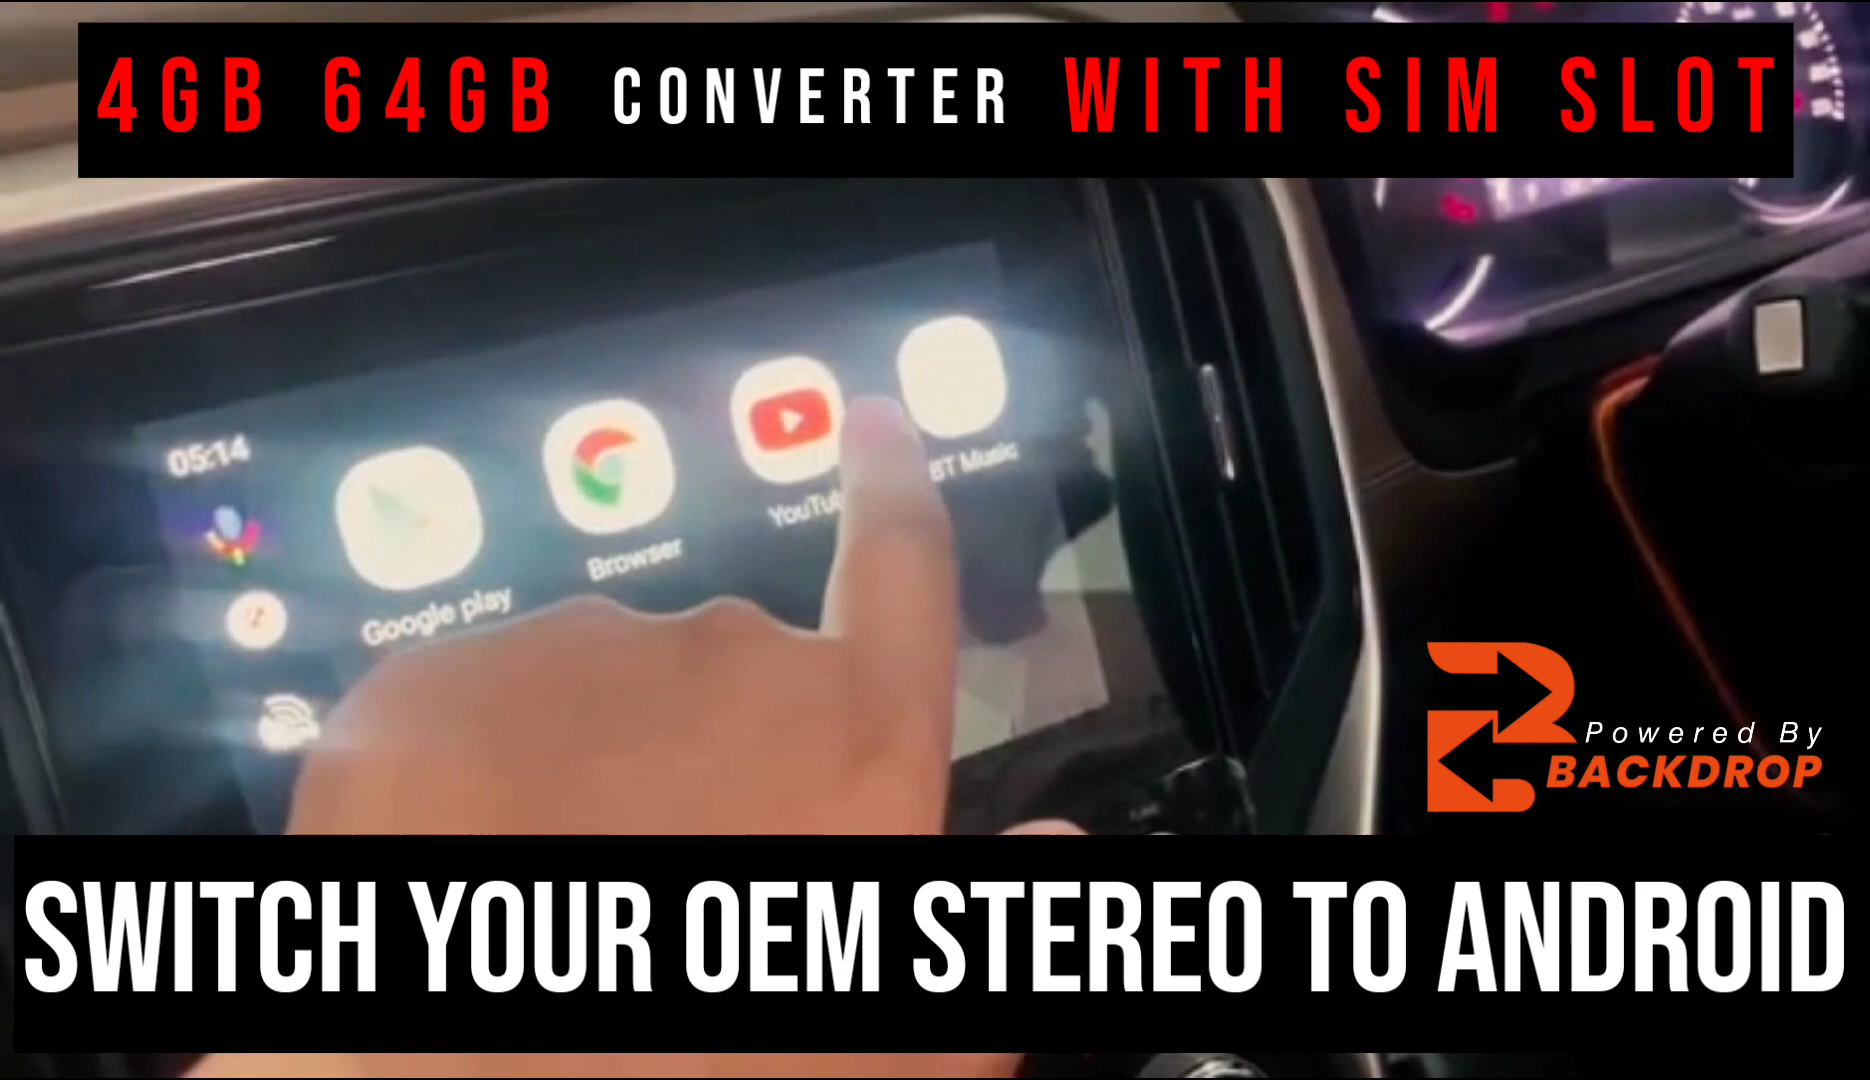 4GB 64GB CONVERTER WITH SIM SLOT
05:14
Google play
Browser
YouTu
BT Music
Powered By
BACKDROP
SWITCH YOUR OEM STEREO TO ANDROID